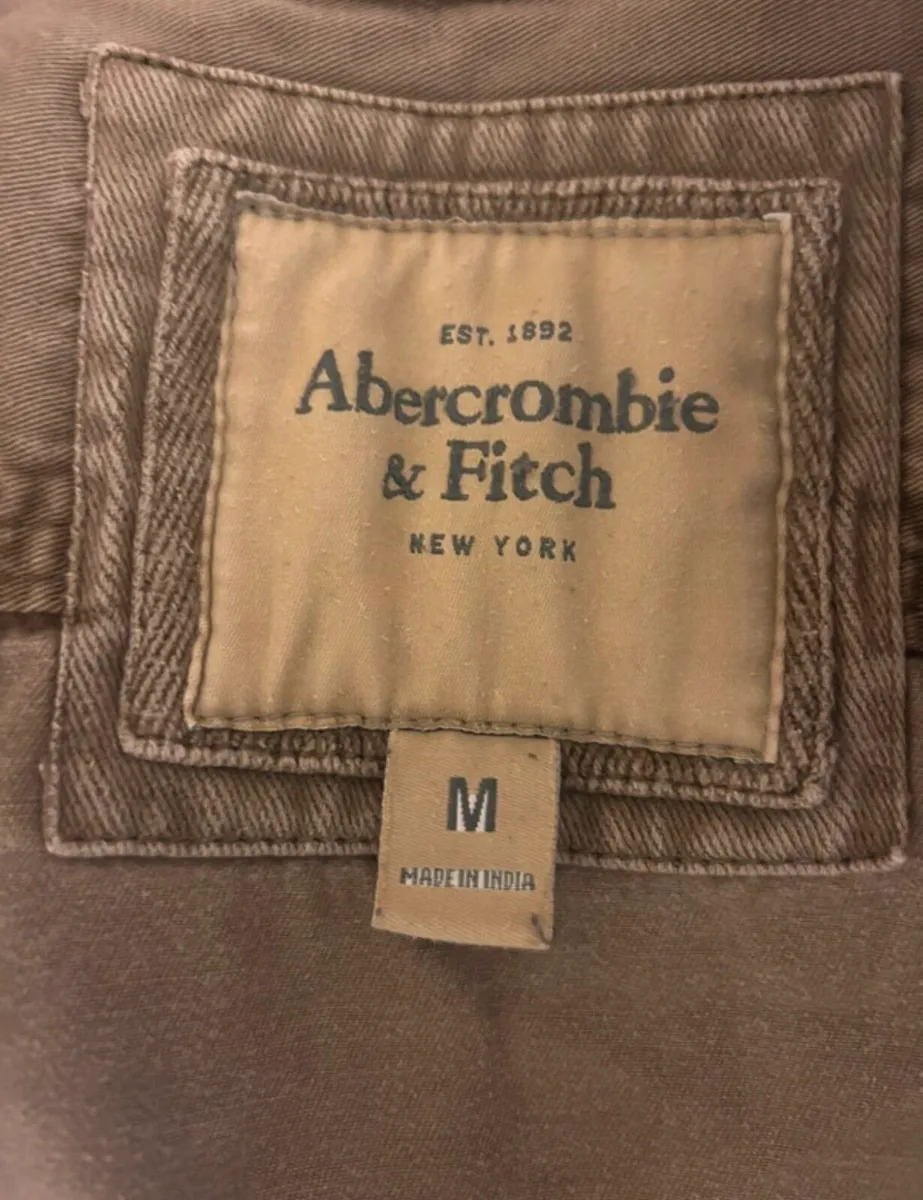 EST. 1892
Abercrombie
& Fitch
NEW YORK
M
MADE IN INDIA